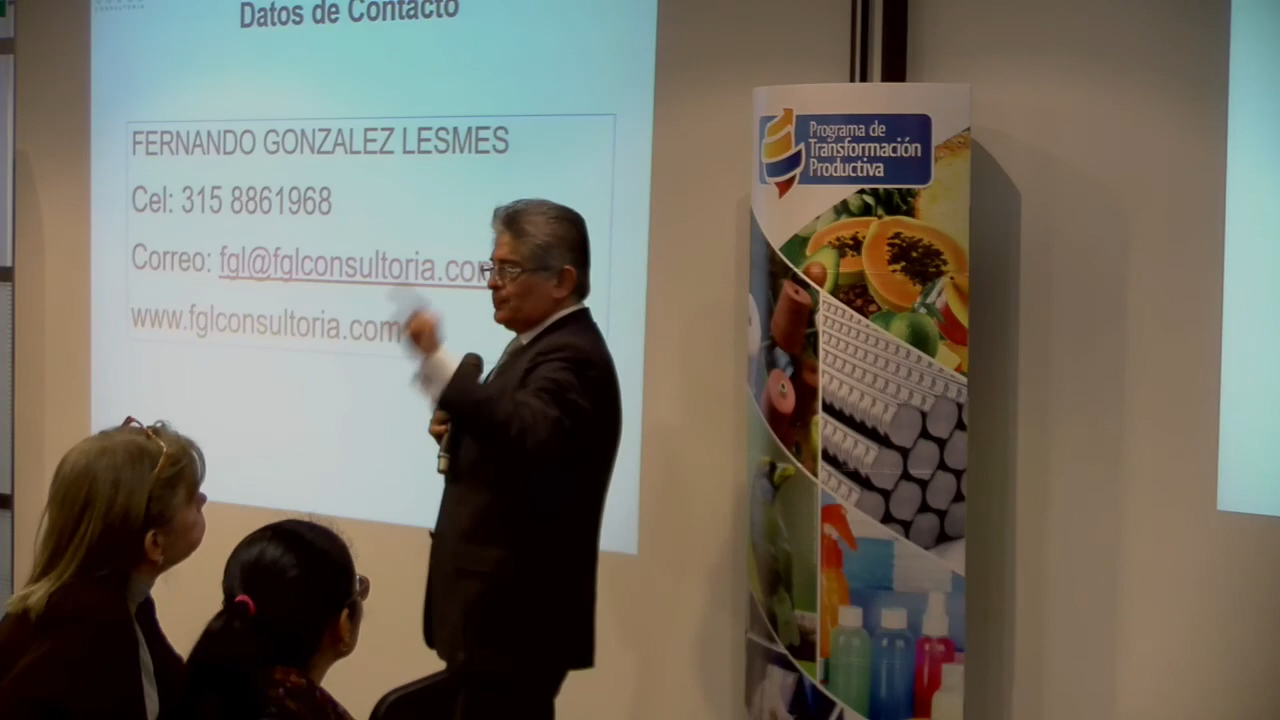 CONSULTORIA
Datos de Contacto
FERNANDO GONZALEZ LESMES
Cel: 315 8861968
Correo: fgl@fglconsultoria.com
www.fglconsultoria.com
Programa de
Transformación
Productiva